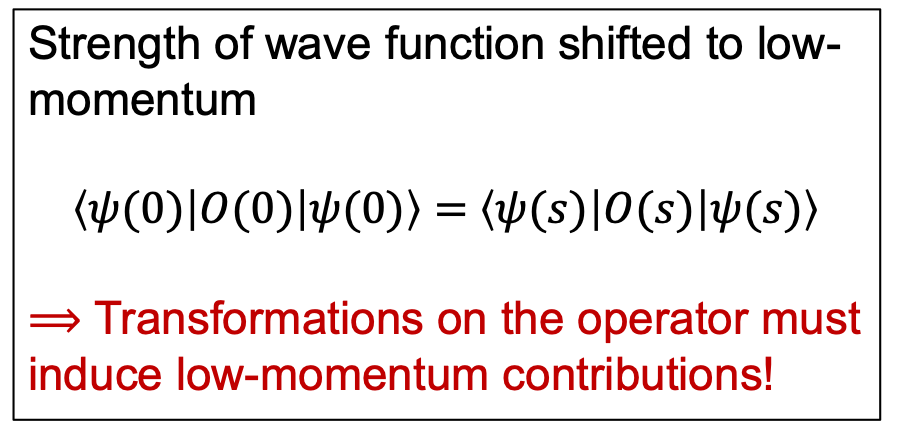 Strength of wave function shifted to low-
momentum
⟨𝜓(0)|𝑂(0)|𝜓(0)⟩ = ⟨𝜓(𝑠)|𝑂(𝑠)|𝜓(𝑠)⟩
⟹ Transformations on the operator must
induce low-momentum contributions!